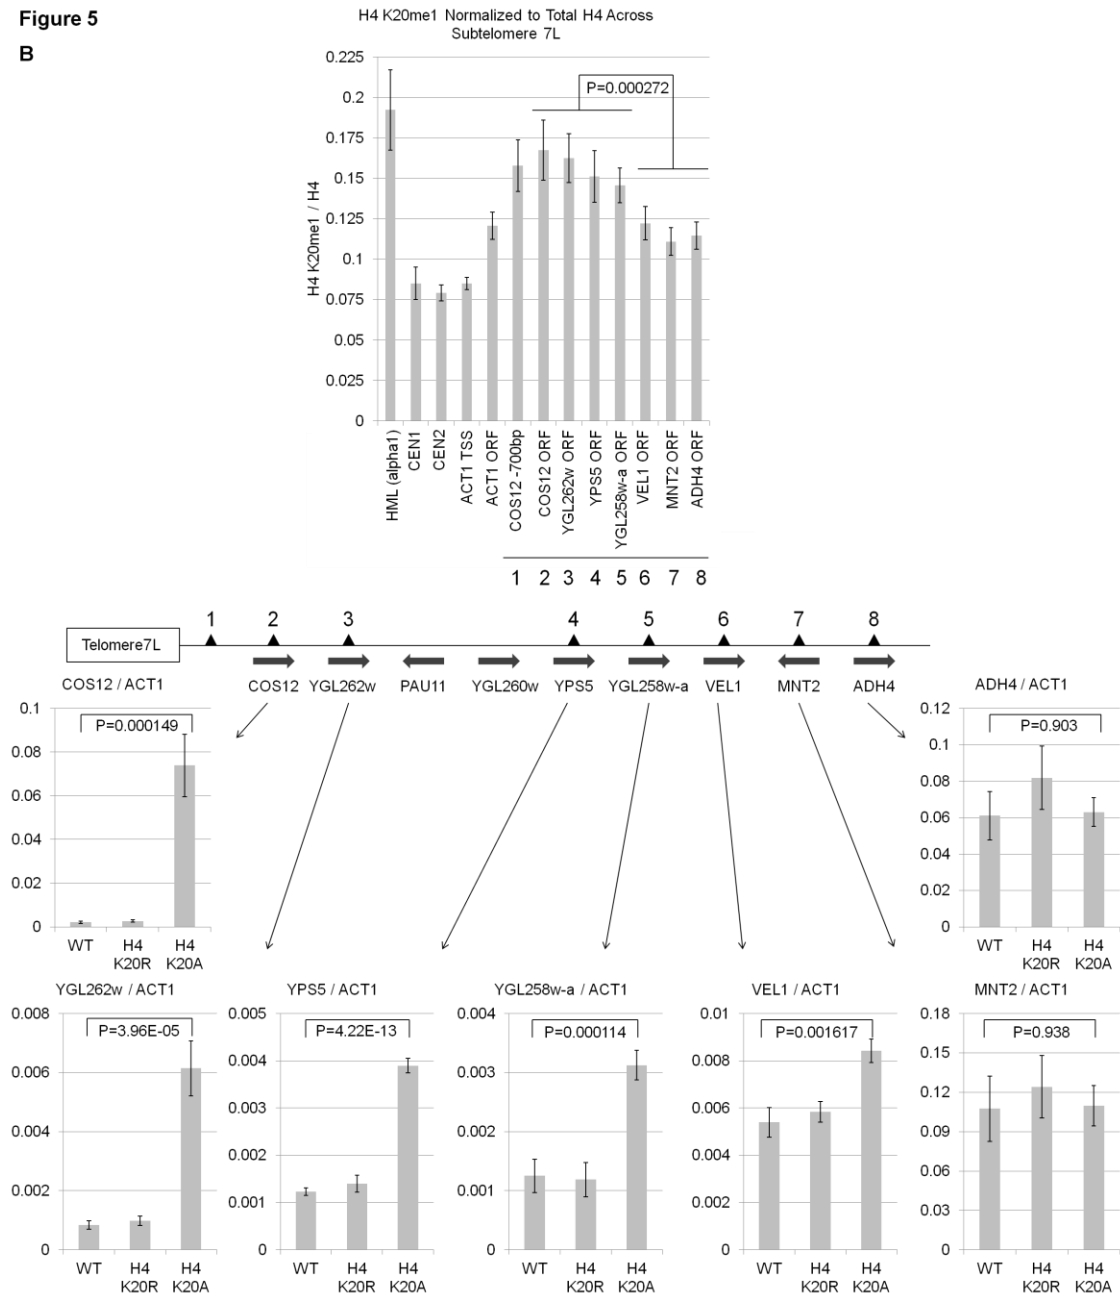 Figure 5
B
H4 K20me1 Normalized to Total H4 Across
Subtelomere 7L
H4 K20me1 / H4
0.225
0.2
0.175
0.15
0.125
0.1
0.075
0.05
0.025
0
P=0.000272
HML (alpha1)
CEN1
CEN2
ACT1 TSS
ACT1 ORF
COS12 -700bp
COS12 ORF
YGL262w ORF
YPS5 ORF
YGL258w-a ORF
VEL1 ORF
MNT2 ORF
ADH4 ORF
1 2 3 4 5 6 7 8
1 2 3 4 5 6 7 8
Telomere7L
COS12 YGL262w PAU11 YGL260w YPS5 YGL258w-a VEL1 MNT2 ADH4
COS12 / ACT1
0.1
0.08
0.06
0.04
0.02
0
P=0.000149
WT H4 K20R H4 K20A
ADH4 / ACT1
0.12
0.1
0.08
0.06
0.04
0.02
0
P=0.903
WT H4 K20R H4 K20A
YGL262w / ACT1
0.008
0.006
0.004
0.002
0
P=3.96E-05
WT H4 K20R H4 K20A
YPS5 / ACT1
0.005
0.004
0.003
0.002
0.001
0
P=4.22E-13
WT H4 K20R H4 K20A
YGL258w-a / ACT1
0.004
0.003
0.002
0.001
0
P=0.000114
WT H4 K20R H4 K20A
VEL1 / ACT1
0.01
0.008
0.006
0.004
0.002
0
P=0.001617
WT H4 K20R H4 K20A
MNT2 / ACT1
0.18
0.15
0.12
0.09
0.06
0.03
0
P=0.938
WT H4 K20R H4 K20A